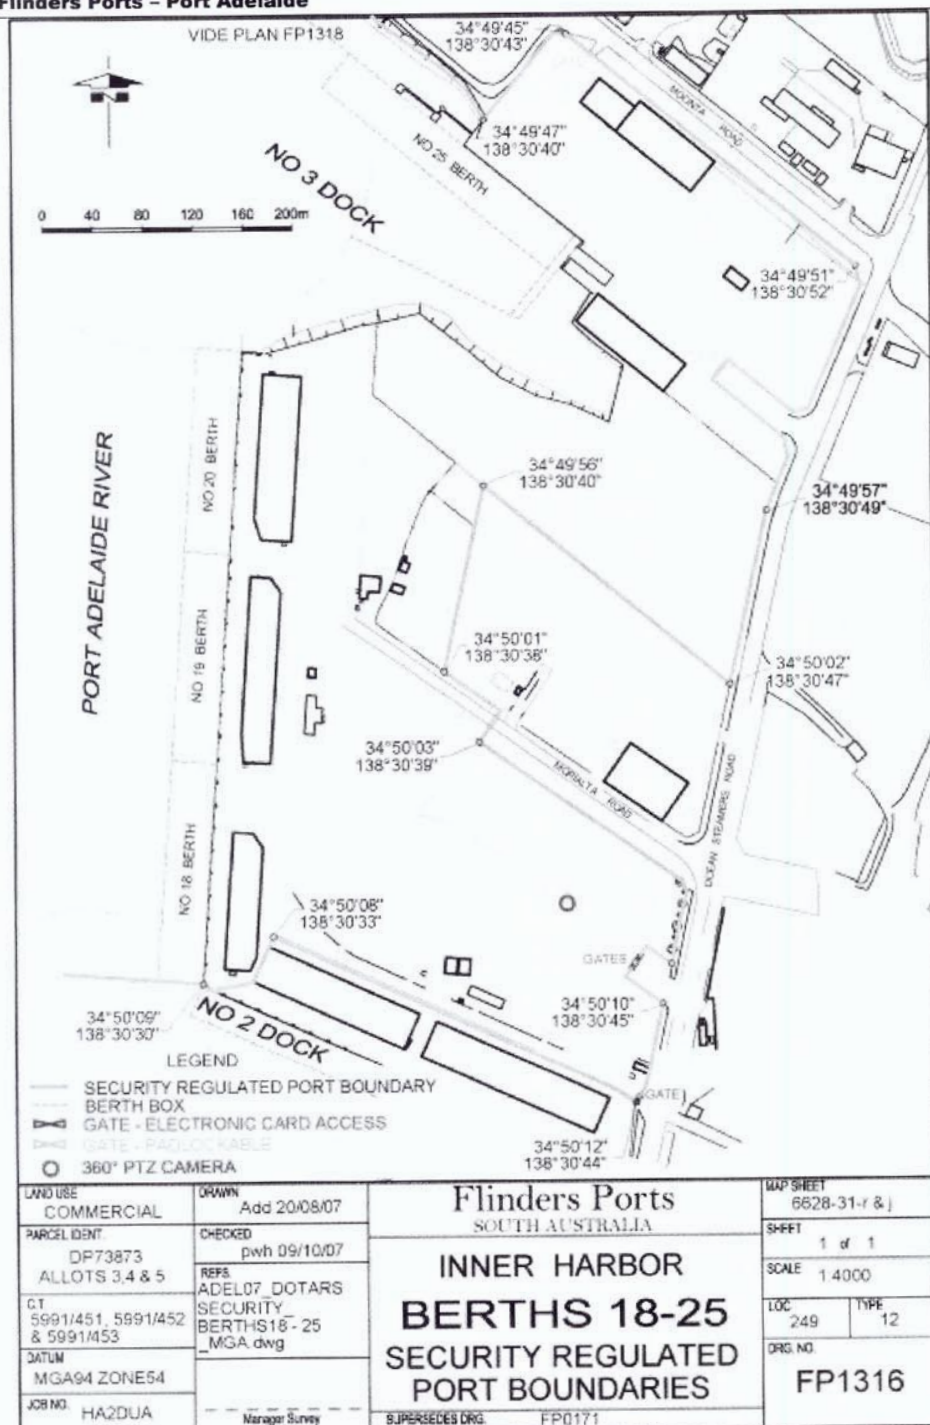 Flinders Ports – Port Adelaide
VIDE PLAN FP1318
34°49'45"
138°30'43"
34°49'47"
138°30'40"
NO 25 BERTH
NO 3 DOCK
MOONTA ROAD
0 40 80 120 160 200m
34°49'51"
138°30'52"
PORT ADELAIDE RIVER
NO 20 BERTH
34°49'56"
138°30'40"
34°49'57"
138°30'49"
NO 19 BERTH
34°50'01"
138°30'38"
34°50'02"
138°30'47"
34°50'03"
138°30'39"
MORIALTA ROAD
OCEAN STEAMERS ROAD
NO 18 BERTH
34°50'08"
138°30'33"
GATES
34°50'10"
138°30'45"
34°50'09"
138°30'30"
NO 2 DOCK
GATE
34°50'12"
138°30'44"
LEGEND
SECURITY REGULATED PORT BOUNDARY
BERTH BOX
GATE - ELECTRONIC CARD ACCESS
GATE - PADLOCKABLE
360° PTZ CAMERA
LAND USE
COMMERCIAL
PARCEL IDENT.
DP73873
ALLOTS 3,4 & 5
C.T
5991/451, 5991/452
& 5991/453
DATUM
MGA94 ZONE54
JOB NO.
HA2DUA
DRAWN
Add 20/08/07
CHECKED
pwh 09/10/07
REFS.
ADEL07_DOTARS
SECURITY_
BERTHS18 - 25
_MGA.dwg
Manager Survey
Flinders Ports
SOUTH AUSTRALIA
INNER HARBOR
BERTHS 18-25
SECURITY REGULATED
PORT BOUNDARIES
SUPERSEDES DRG. FP0171
MAP SHEET
6628-31-r & j
SHEET
1 of 1
SCALE
1:4000
LOC
249
TYPE
12
DRG. NO.
FP1316